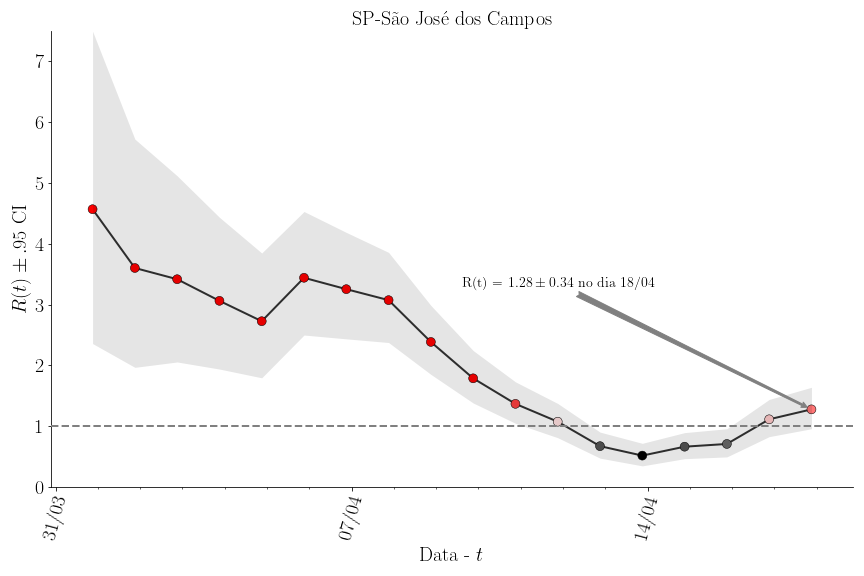 SP-São José dos Campos
R(t) ± .95 CI
7
6
5
4
3
2
1
0
R(t) = 1.28 ± 0.34 no dia 18/04
31/03
07/04
14/04
Data - t